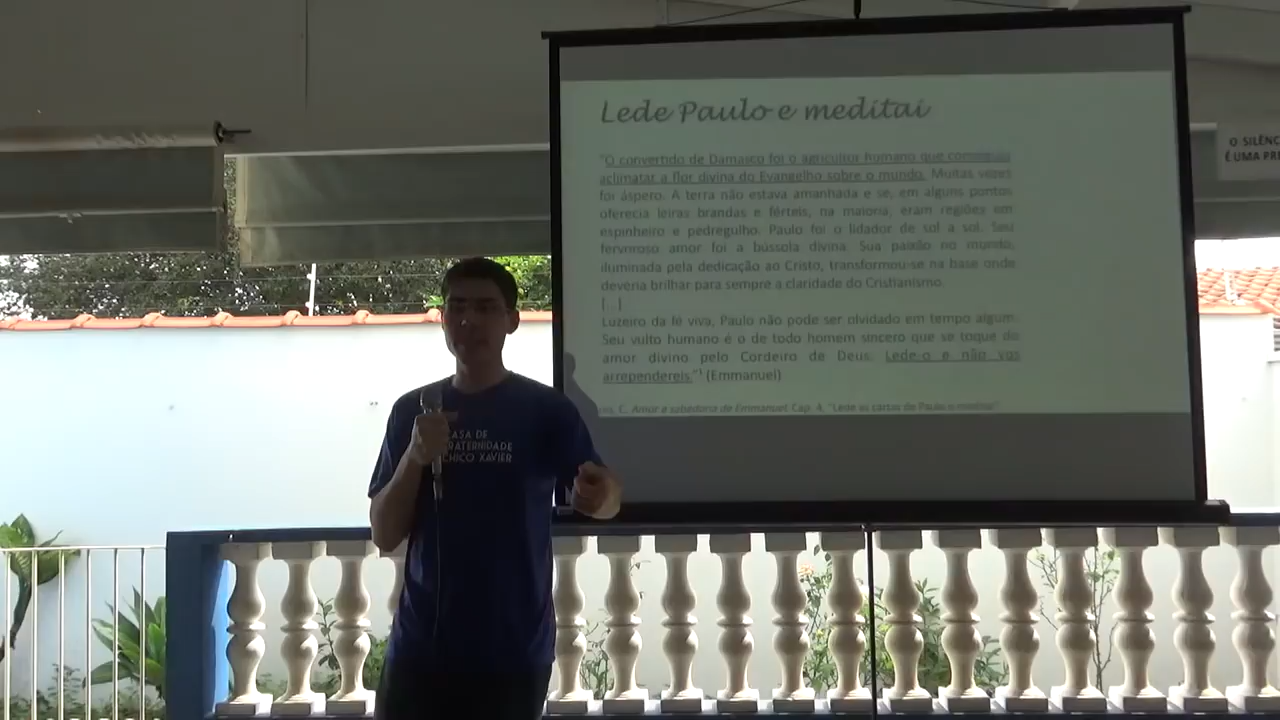 Lede Paulo e meditai
"O convertido de Damasco foi o agricultor humano que conseguiu
aclimatar a flor divina do Evangelho sobre o mundo. Muitas vezes
foi áspero. A terra não estava amanhada e se, em alguns pontos
oferecia leiras brandas e férteis, na maioria, eram regiões em
espinheiro e pedregulho. Paulo foi o lidador de sol a sol. Seu
fervoroso amor foi a bússola divina. Sua paixão no mundo,
iluminada pela dedicação ao Cristo, transformou-se na base onde
deveria brilhar para sempre a claridade do Cristianismo.
[...]
Luzeiro da fé viva, Paulo não pode ser olvidado em tempo algum.
Seu vulto humano é o de todo homem sincero que se toque do
amor divino pelo Cordeiro de Deus. Lede-o e não vos
arrependereis."¹ (Emmanuel)
C. Amor e sabedoria de Emmanuel. Cap. 4, "Lede as cartas de Paulo e meditai"
O SILÊNC
É UMA PRE
CASA DE
FRATERNIDADE
CHICO XAVIER